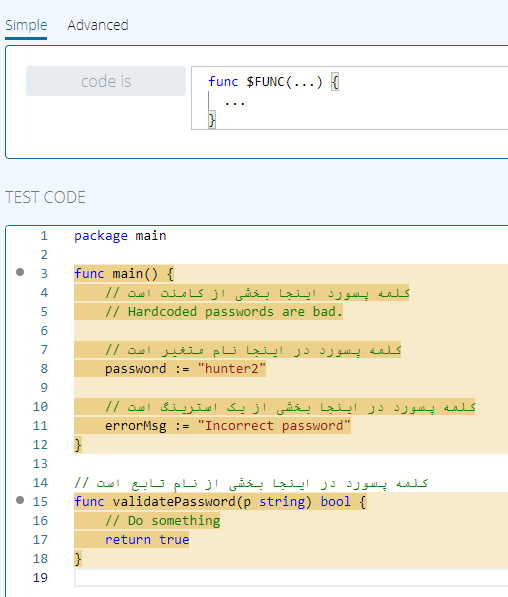 Simple Advanced
code is
func $FUNC(...) {
...
}
TEST CODE
1 package main
2
3 func main() {
4 // کلمه پسورد اینجا بخشی از کامنت است
5 // Hardcoded passwords are bad.
6
7 // کلمه پسورد در اینجا نام متغیر است
8 password := "hunter2"
9
10 // کلمه پسورد در اینجا بخشی از یک استرینگ است
11 errorMsg := "Incorrect password"
12 }
13
14 // کلمه پسورد در اینجا بخشی از نام تابع است
15 func validatePassword(p string) bool {
16 // Do something
17 return true
18 }
19